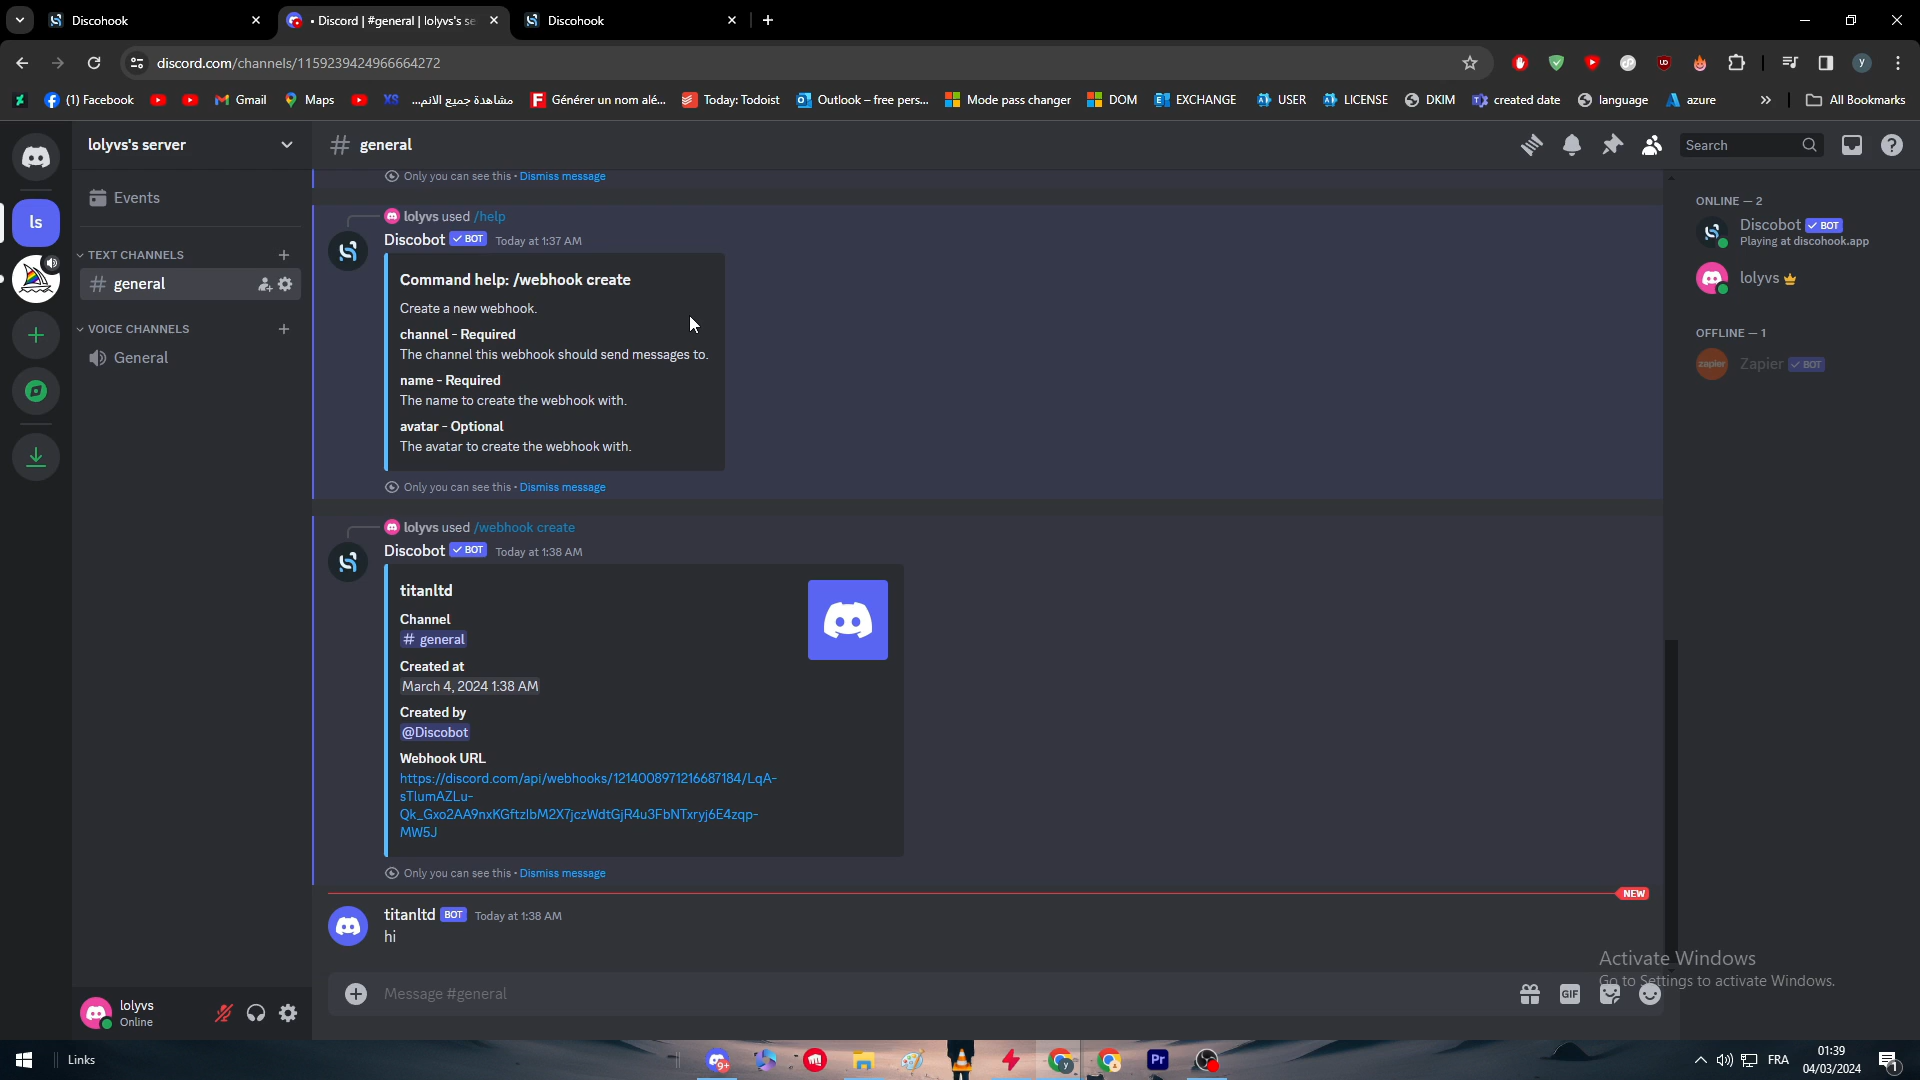 Discohook
• Discord | #general | lolyvs's se
Discohook
discord.com/channels/1159239424966664272
(1) Facebook
Gmail
Maps
XS
مشاهدة جميع الانم...
Générer un nom alé...
Today: Todoist
Outlook – free pers...
Mode pass changer
DOM
EXCHANGE
USER
LICENSE
DKIM
created date
language
azure
All Bookmarks
lolyvs's server
general
Search
Only you can see this • Dismiss message
Events
ls
TEXT CHANNELS
general
VOICE CHANNELS
General
lolyvs used /help
Discobot BOT Today at 1:37 AM
Command help: /webhook create
Create a new webhook.
channel - Required
The channel this webhook should send messages to.
name - Required
The name to create the webhook with.
avatar - Optional
The avatar to create the webhook with.
Only you can see this • Dismiss message
lolyvs used /webhook create
Discobot BOT Today at 1:38 AM
titanltd
Channel
# general
Created at
March 4, 2024 1:38 AM
Created by
@Discobot
Webhook URL
https://discord.com/api/webhooks/1214008971216687184/LqA-
sTlumAZLu-
Qk_Gxo2AA9nxKGftzlbM2X7jczWdtGjR4u3FbNTxryj6E4zqp-
MW5J
Only you can see this • Dismiss message
NEW
titanltd BOT Today at 1:38 AM
hi
Message #general
GIF
ONLINE — 2
Discobot BOT
Playing at discohook.app
lolyvs
OFFLINE — 1
zapier
Zapier BOT
Activate Windows
Go to Settings to activate Windows.
lolyvs
Online
Links
9+
Pr
FRA
01:39
04/03/2024
1